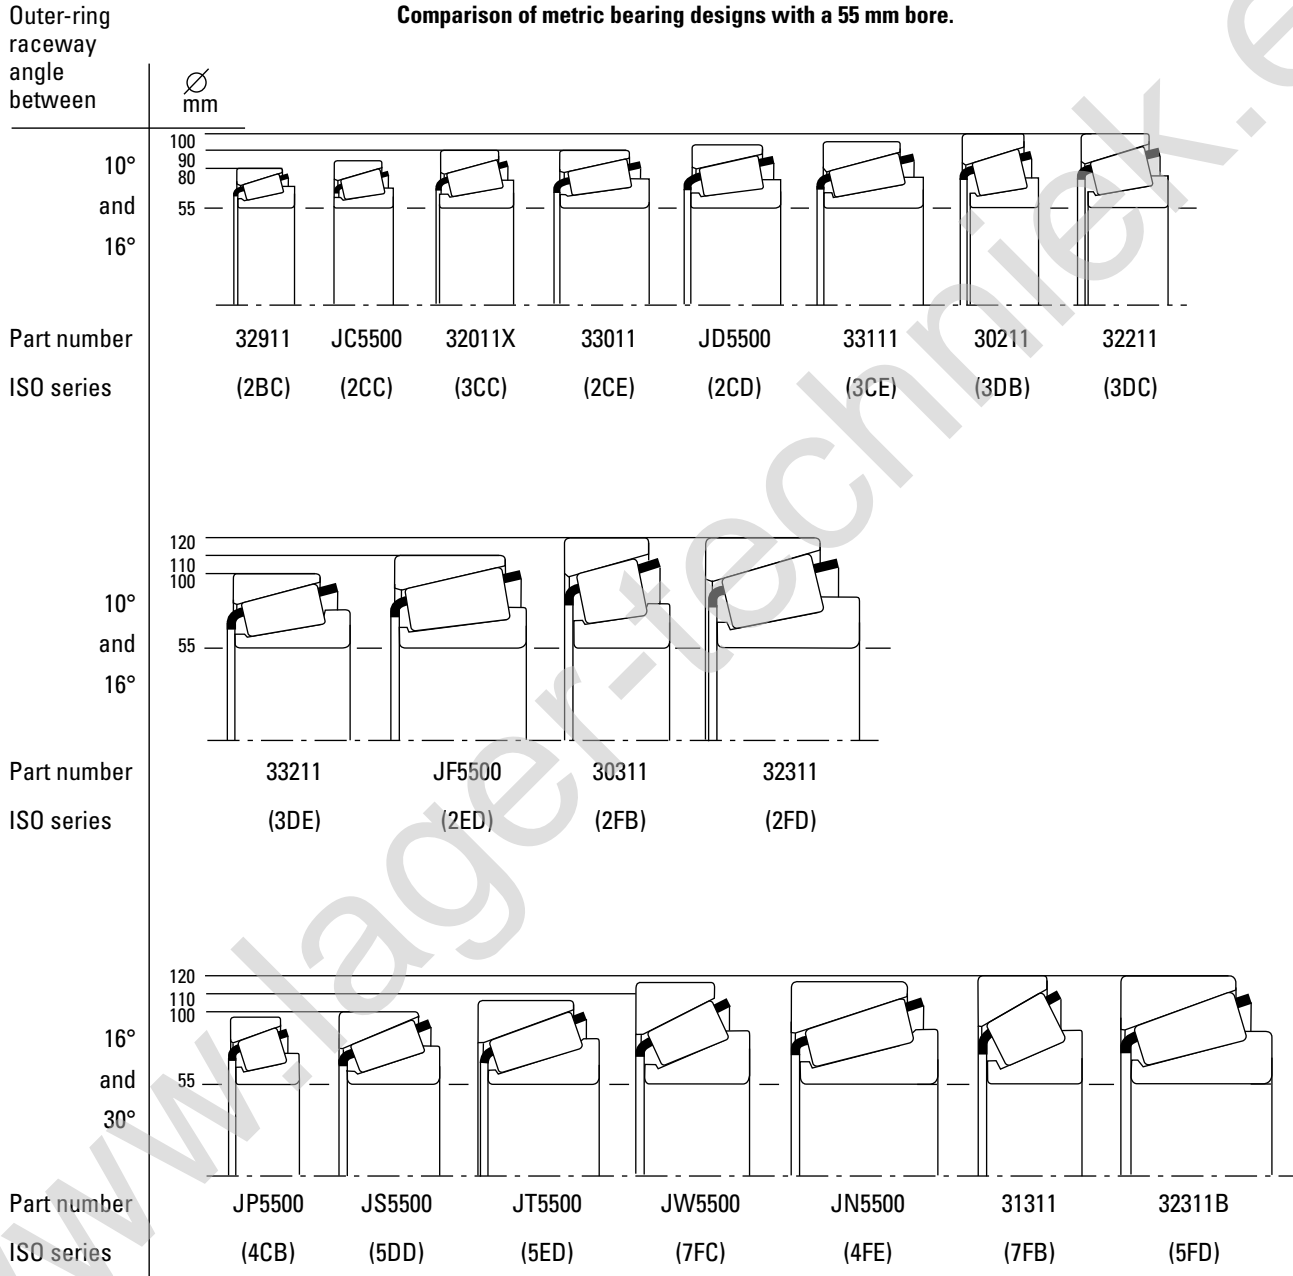 Outer-ring
raceway
angle
between
Comparison of metric bearing designs with a 55 mm bore.
Ø
mm
100
90
80
55
10°
and
16°
Part number 32911 JC5500 32011X 33011 JD5500 33111 30211 32211
ISO series (2BC) (2CC) (3CC) (2CE) (2CD) (3CE) (3DB) (3DC)
120
110
100
55
10°
and
16°
Part number 33211 JF5500 30311 32311
ISO series (3DE) (2ED) (2FB) (2FD)
120
110
100
55
16°
and
30°
Part number JP5500 JS5500 JT5500 JW5500 JN5500 31311 32311B
ISO series (4CB) (5DD) (5ED) (7FC) (4FE) (7FB) (5FD)
www.lager-techniek.e